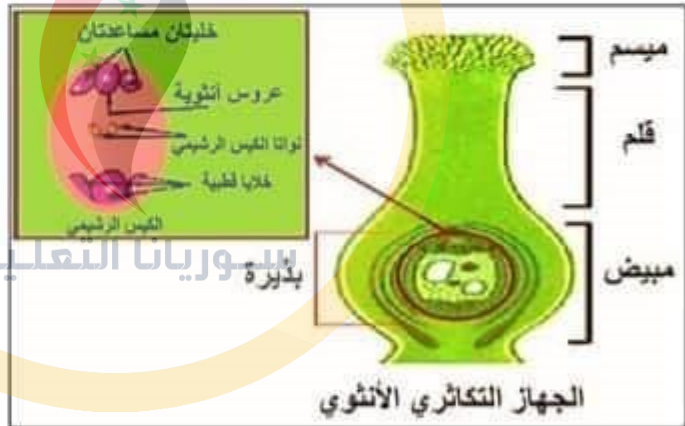 خليتان مساعدتان
عروس أنثوية
نواتا الكيس الرشيمي
خلايا قطبية
الكيس الرشيمي
ميسم
قلم
مبيض
بذيرة
سوريانا التعلي
الجهاز التكاثري الأنثوي